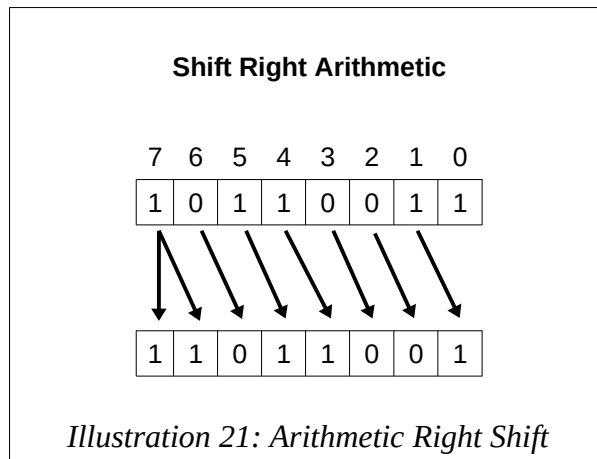 Shift Right Arithmetic
7 6 5 4 3 2 1 0
1 0 1 1 0 0 1 1
1 1 0 1 1 0 0 1
Illustration 21: Arithmetic Right Shift